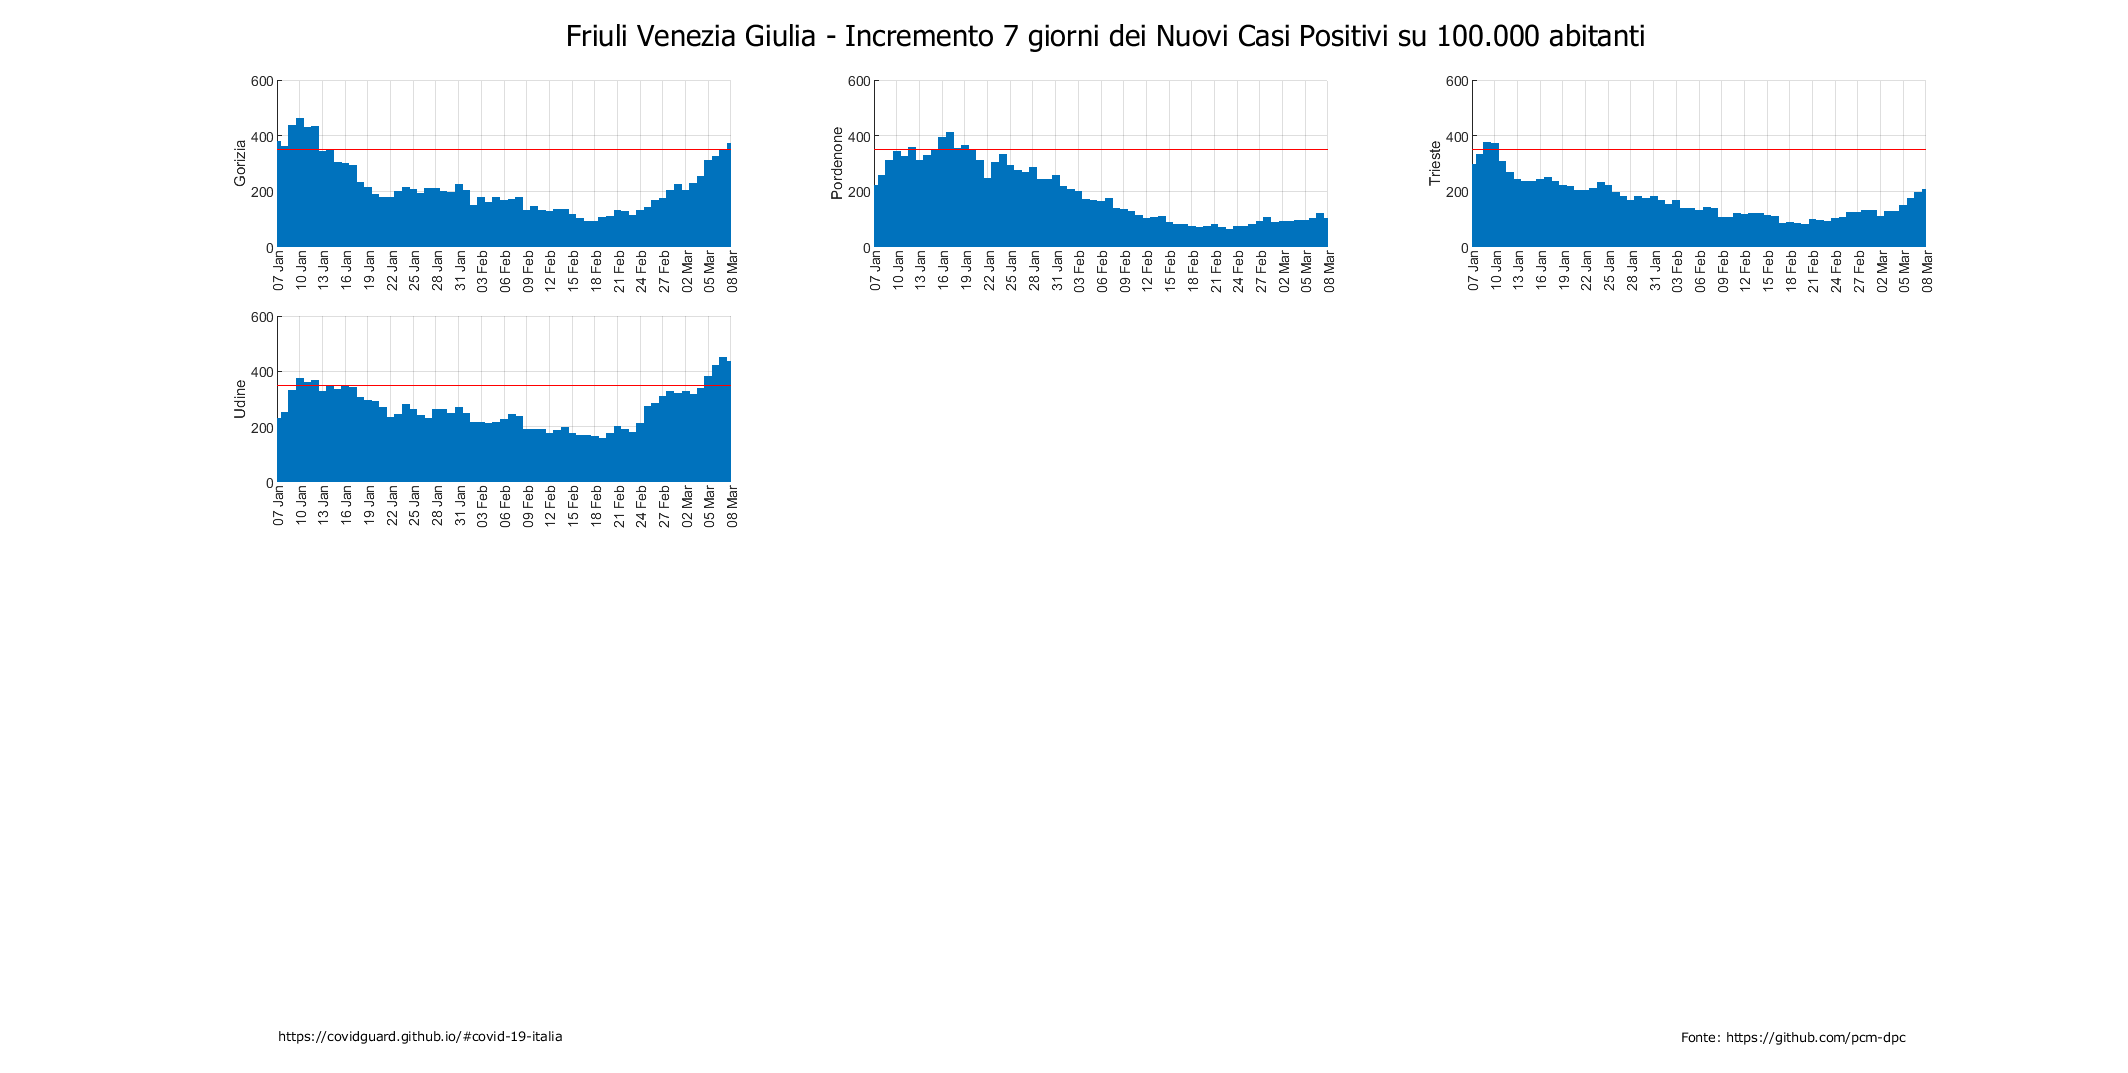 Friuli Venezia Giulia - Incremento 7 giorni dei Nuovi Casi Positivi su 100.000 abitanti
Gorizia
600
400
200
0
07 Jan
10 Jan
13 Jan
16 Jan
19 Jan
22 Jan
25 Jan
28 Jan
31 Jan
03 Feb
06 Feb
09 Feb
12 Feb
15 Feb
18 Feb
21 Feb
24 Feb
27 Feb
02 Mar
05 Mar
08 Mar
Pordenone
600
400
200
0
07 Jan
10 Jan
13 Jan
16 Jan
19 Jan
22 Jan
25 Jan
28 Jan
31 Jan
03 Feb
06 Feb
09 Feb
12 Feb
15 Feb
18 Feb
21 Feb
24 Feb
27 Feb
02 Mar
05 Mar
08 Mar
Trieste
600
400
200
0
07 Jan
10 Jan
13 Jan
16 Jan
19 Jan
22 Jan
25 Jan
28 Jan
31 Jan
03 Feb
06 Feb
09 Feb
12 Feb
15 Feb
18 Feb
21 Feb
24 Feb
27 Feb
02 Mar
05 Mar
08 Mar
Udine
600
400
200
0
07 Jan
10 Jan
13 Jan
16 Jan
19 Jan
22 Jan
25 Jan
28 Jan
31 Jan
03 Feb
06 Feb
09 Feb
12 Feb
15 Feb
18 Feb
21 Feb
24 Feb
27 Feb
02 Mar
05 Mar
08 Mar
https://covidguard.github.io/#covid-19-italia
Fonte: https://github.com/pcm-dpc